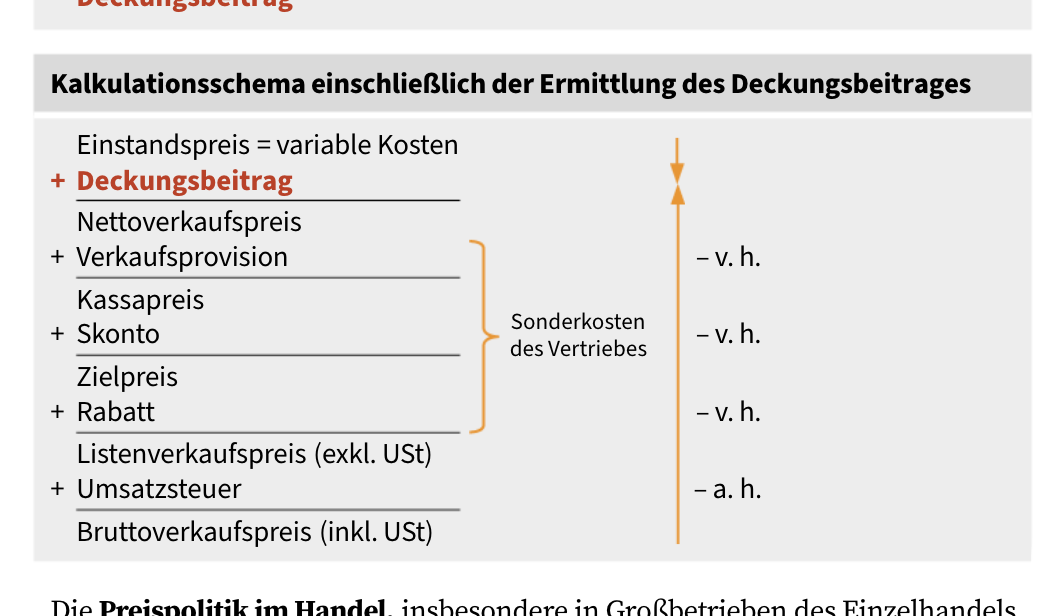 Deckungsbeitrag
Kalkulationsschema einschließlich der Ermittlung des Deckungsbeitrages
Einstandspreis = variable Kosten
+ Deckungsbeitrag
Nettoverkaufspreis
+ Verkaufsprovision – v. h.
Kassapreis
+ Skonto – v. h.
Sonderkosten
des Vertriebes
Zielpreis
+ Rabatt – v. h.
Listenverkaufspreis (exkl. USt)
+ Umsatzsteuer – a. h.
Bruttoverkaufspreis (inkl. USt)
Die Preispolitik im Handel, insbesondere in Großbetrieben des Einzelhandels